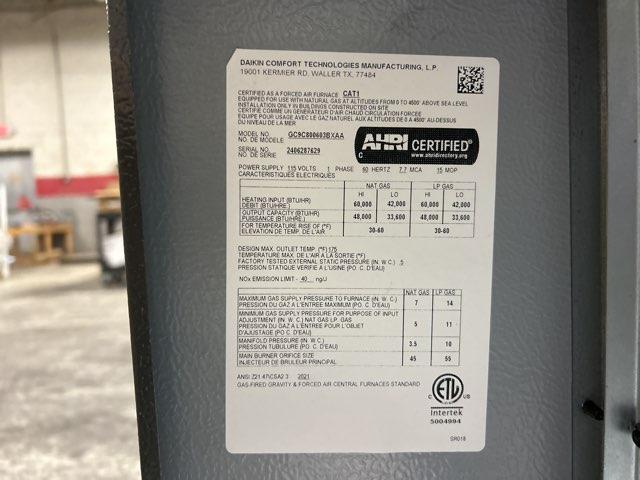 DAIKIN COMFORT TECHNOLOGIES MANUFACTURING, L.P.
19001 KERMIER RD. WALLER TX, 77484
CERTIFIED AS A FORCED AIR FURNACE CAT1
EQUIPPED FOR USE WITH NATURAL GAS AT ALTITUDES FROM 0 TO 4500' ABOVE SEA LEVEL
INSTALLATION ONLY IN BUILDINGS CONSTRUCTED ON SITE
CERTIFIÉ COMME UN GÉNÉRATEUR D'AIR CHAUD CIRCULATION FORCÉE
ÉQUIPÉ POUR USAGE AVEC LE GAZ NATUREL AUX ALTITUDES DE 0 À 4500' AU-DESSUS
DU NIVEAU DE LA MER
MODEL NO. GC9C800603BXAA
NO. DE MODELE
SERIAL NO. 2406287629
NO. DE SÉRIE
AHRI CERTIFIED®
C www.ahridirectory.org
POWER SUPPLY 115 VOLTS 1 PHASE 60 HERTZ 7.7 MCA 15 MOP
CARACTÉRISTIQUES ELECTRIQUES
NAT GAS LP GAS
HI LO HI LO
HEATING INPUT (BTU/HR) 60,000 42,000 60,000 42,000
DÉBIT (BTU/HRE.)
OUTPUT CAPACITY (BTU/HR) 48,000 33,600 48,000 33,600
PUISSANCE (BTU/HRE.)
FOR TEMPERATURE RISE OF (°F) 30-60 30-60
ÉLÉVATION DE TEMP. DE L'AIR
DESIGN MAX. OUTLET TEMP. (°F) 175
TEMPERATURE MAX. DE L'AIR A LA SORTIE (°F)
FACTORY TESTED EXTERNAL STATIC PRESSURE (IN. W. C.) .5
PRESSION STATIQUE VERIFIE A L'USINE (PO. C. D'EAU)
NOx EMISSION LIMIT - 40 ng/J
NAT GAS LP GAS
MAXIMUM GAS SUPPLY PRESSURE TO FURNACE (IN. W. C.) 7 14
PRESSION DU GAZ A L'ENTREE MAXIMUM (PO. C. D'EAU)
MINIMUM GAS SUPPLY PRESSURE FOR PURPOSE OF INPUT
ADJUSTMENT (IN. W. C.) NAT GAS LP. GAS 5 11
PRESSION DU GAZ A L'ENTRÉE POUR L'OBJET
D'AJUSTAGE (PO. C. D'EAU)
MANIFOLD PRESSURE (IN. W.C.) 3.5 10
PRESSION TUBULURE (PO. C. D'EAU)
MAIN BURNER ORIFICE SIZE 45 55
INJECTEUR DE BRULEUR PRINCIPAL
ANSI Z21.47\CSA2.3 2021
GAS-FIRED GRAVITY & FORCED AIR CENTRAL FURNACES STANDARD
C ETL US
Intertek
5004994
SR018